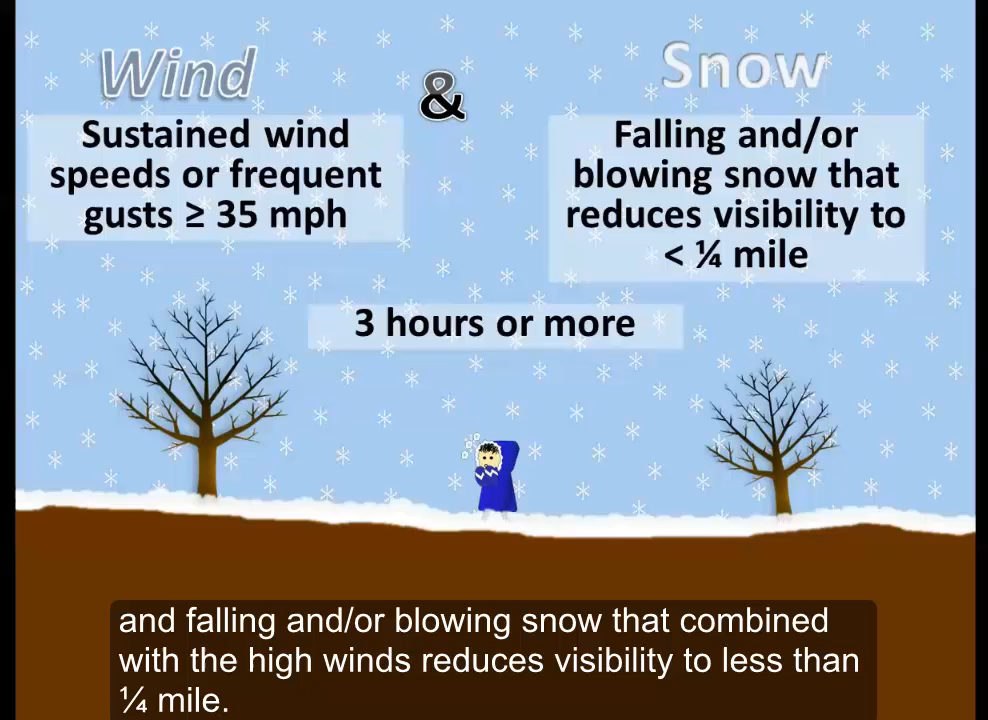 Wind
&
Snow
Sustained wind
speeds or frequent
gusts ≥ 35 mph
Falling and/or
blowing snow that
reduces visibility to
< ¼ mile
3 hours or more
and falling and/or blowing snow that combined
with the high winds reduces visibility to less than
¼ mile.